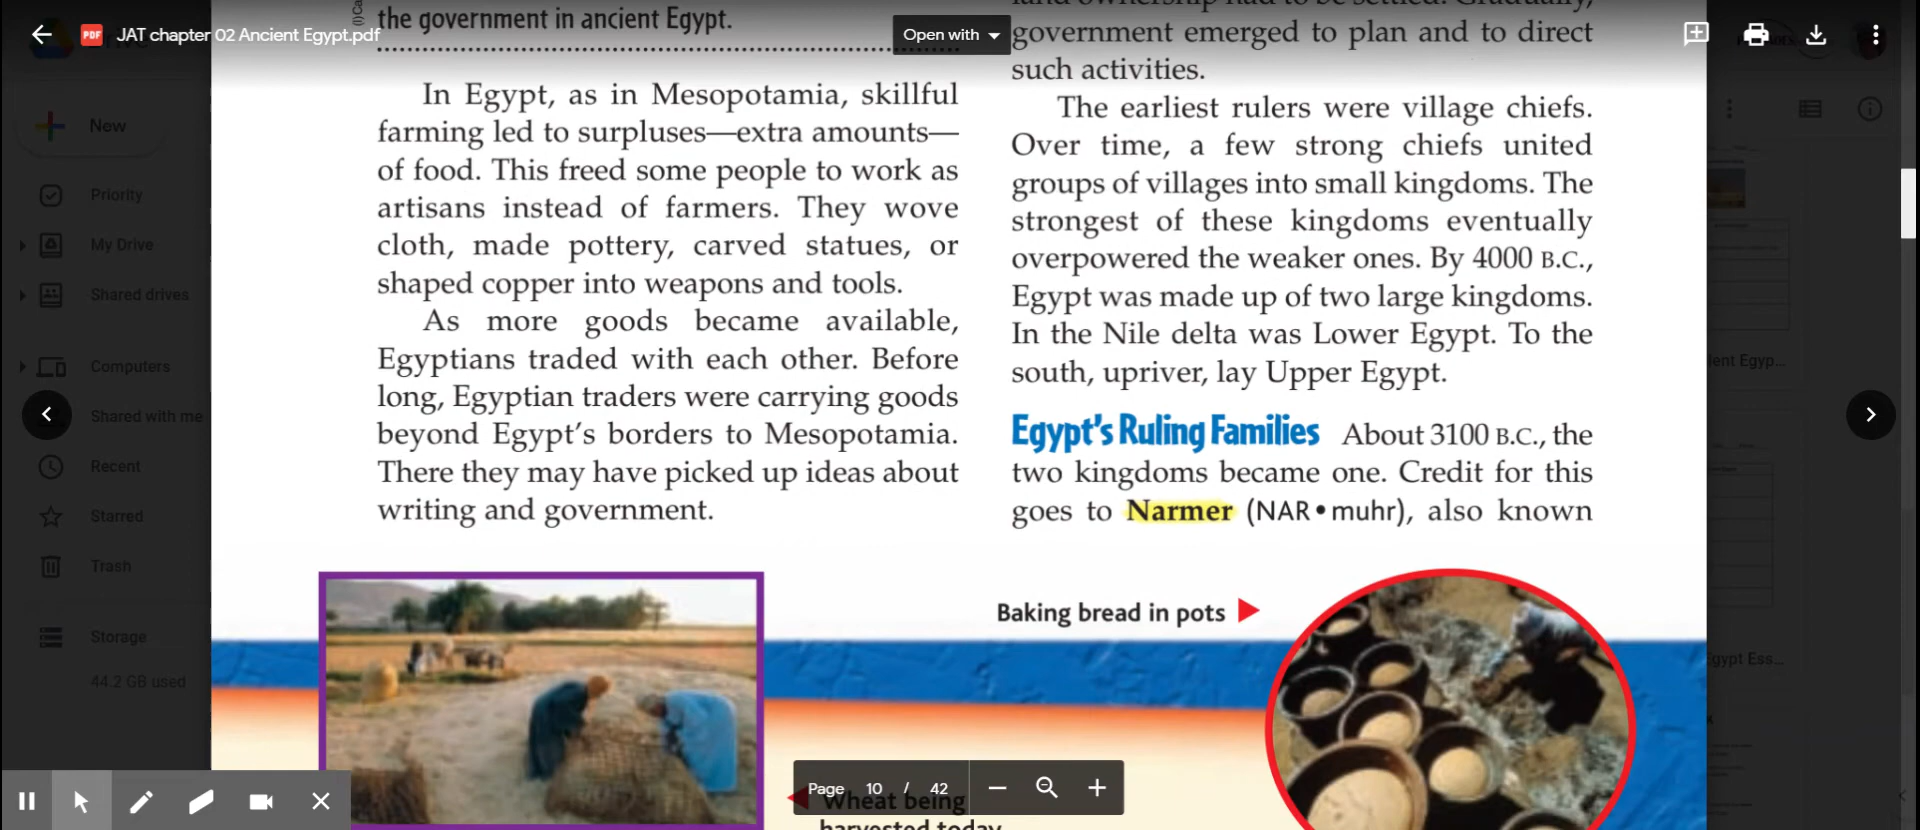 JAT chapter 02 Ancient Egypt.pdf
PDF
Open with
New
Priority
My Drive
Shared drives
Computers
Shared with me
Recent
Starred
Trash
Storage
44.2 GB used
the government in ancient Egypt.
In Egypt, as in Mesopotamia, skillful
farming led to surpluses—extra amounts—
of food. This freed some people to work as
artisans instead of farmers. They wove
cloth, made pottery, carved statues, or
shaped copper into weapons and tools.
As more goods became available,
Egyptians traded with each other. Before
long, Egyptian traders were carrying goods
beyond Egypt's borders to Mesopotamia.
There they may have picked up ideas about
writing and government.
land ownership had to be settled. Gradually,
government emerged to plan and to direct
such activities.
The earliest rulers were village chiefs.
Over time, a few strong chiefs united
groups of villages into small kingdoms. The
strongest of these kingdoms eventually
overpowered the weaker ones. By 4000 B.C.,
Egypt was made up of two large kingdoms.
In the Nile delta was Lower Egypt. To the
south, upriver, lay Upper Egypt.
Egypt's Ruling Families About 3100 B.C., the
two kingdoms became one. Credit for this
goes to Narmer (NAR•muhr), also known
Baking bread in pots
Wheat being
harvested today
Page 10 / 42